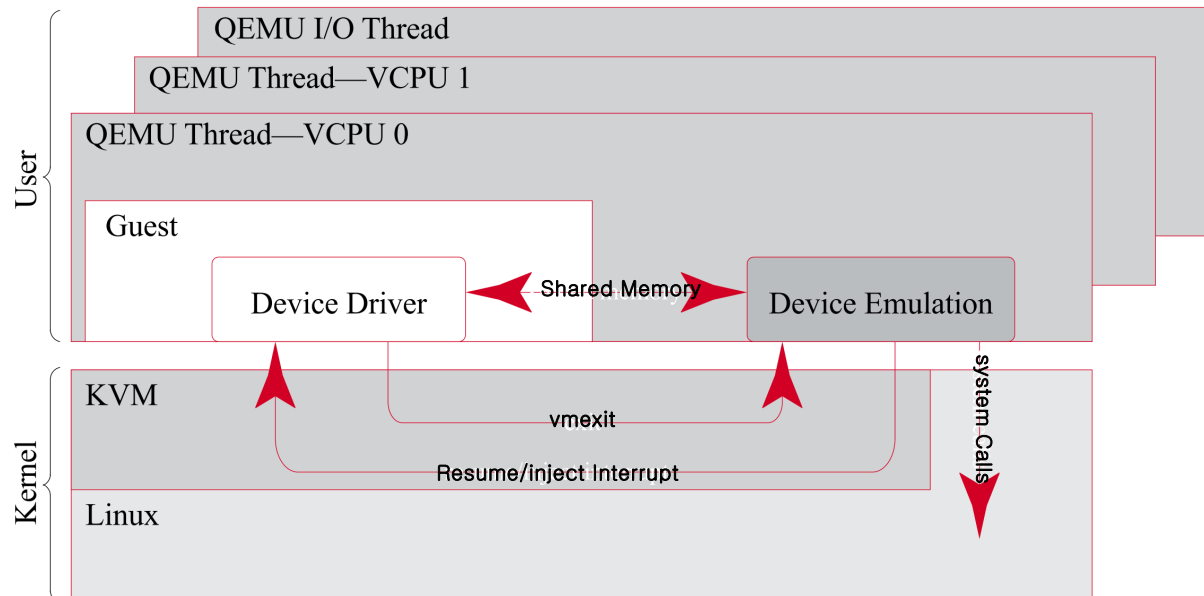 QEMU I/O Thread
QEMU Thread—VCPU 1
QEMU Thread—VCPU 0
User
Guest
Device Driver
Shared Memory
Device Emulation
KVM
vmexit
Resume/inject Interrupt
system Calls
Kernel
Linux